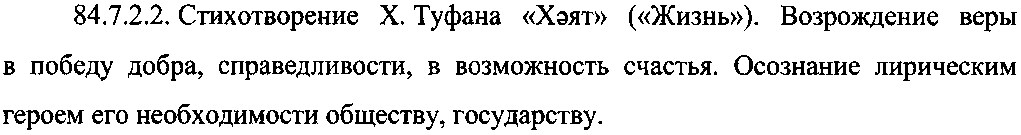 84.7.2.2. Стихотворение Х. Туфана «Хәят» («Жизнь»). Возрождение веры
в победу добра, справедливости, в возможность счастья. Осознание лирическим
героем его необходимости обществу, государству.